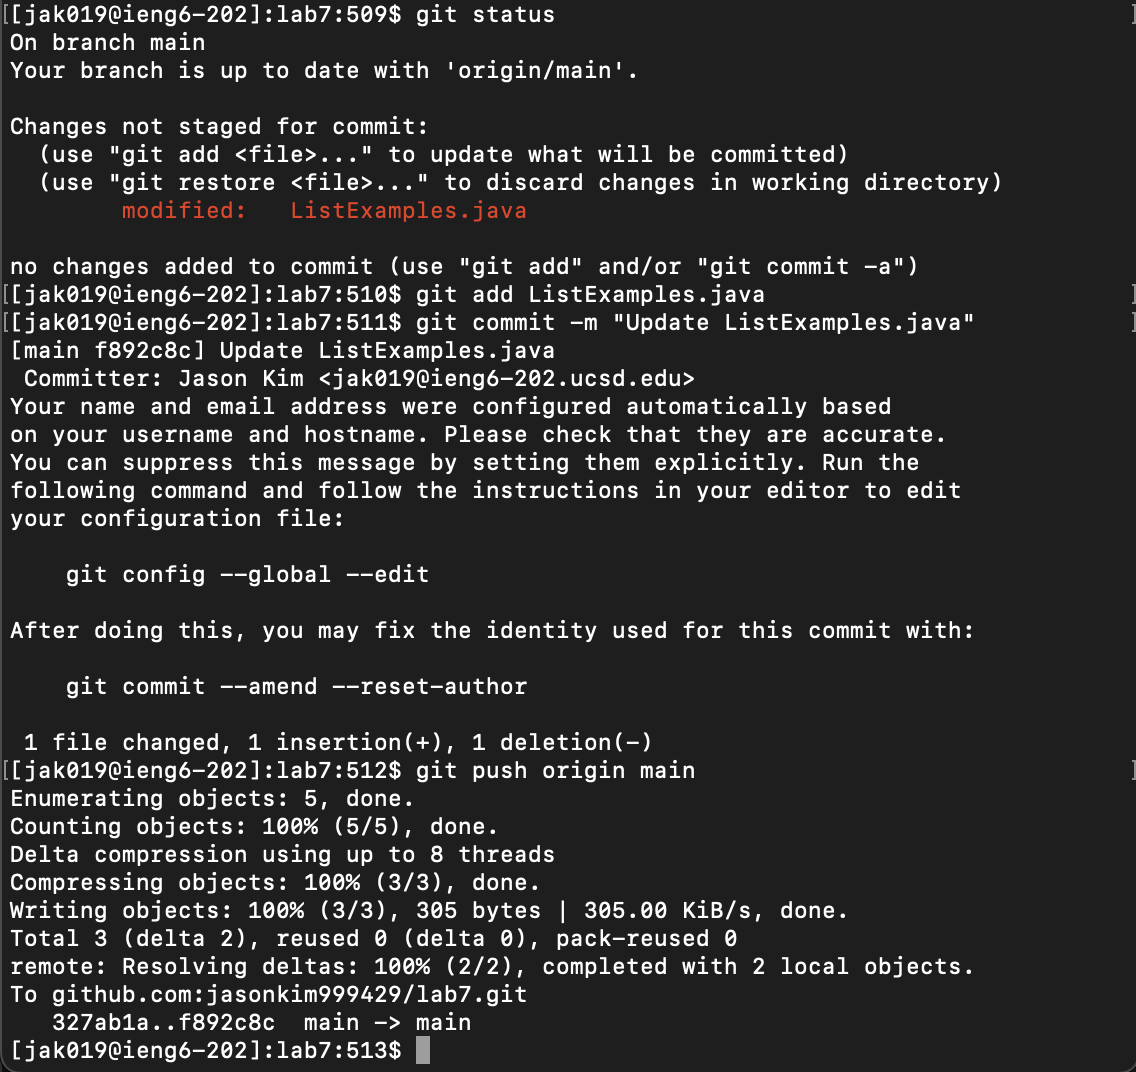 [[jak019@ieng6-202]:lab7:509$ git status ]
On branch main
Your branch is up to date with 'origin/main'.
Changes not staged for commit:
  (use "git add <file>..." to update what will be committed)
  (use "git restore <file>..." to discard changes in working directory)
        modified:   ListExamples.java
no changes added to commit (use "git add" and/or "git commit -a")
[[jak019@ieng6-202]:lab7:510$ git add ListExamples.java ]
[[jak019@ieng6-202]:lab7:511$ git commit -m "Update ListExamples.java" ]
[main f892c8c] Update ListExamples.java
 Committer: Jason Kim <jak019@ieng6-202.ucsd.edu>
Your name and email address were configured automatically based
on your username and hostname. Please check that they are accurate.
You can suppress this message by setting them explicitly. Run the
following command and follow the instructions in your editor to edit
your configuration file:
    git config --global --edit
After doing this, you may fix the identity used for this commit with:
    git commit --amend --reset-author
 1 file changed, 1 insertion(+), 1 deletion(-)
[[jak019@ieng6-202]:lab7:512$ git push origin main ]
Enumerating objects: 5, done.
Counting objects: 100% (5/5), done.
Delta compression using up to 8 threads
Compressing objects: 100% (3/3), done.
Writing objects: 100% (3/3), 305 bytes | 305.00 KiB/s, done.
Total 3 (delta 2), reused 0 (delta 0), pack-reused 0
remote: Resolving deltas: 100% (2/2), completed with 2 local objects.
To github.com:jasonkim999429/lab7.git
   327ab1a..f892c8c  main -> main
[jak019@ieng6-202]:lab7:513$